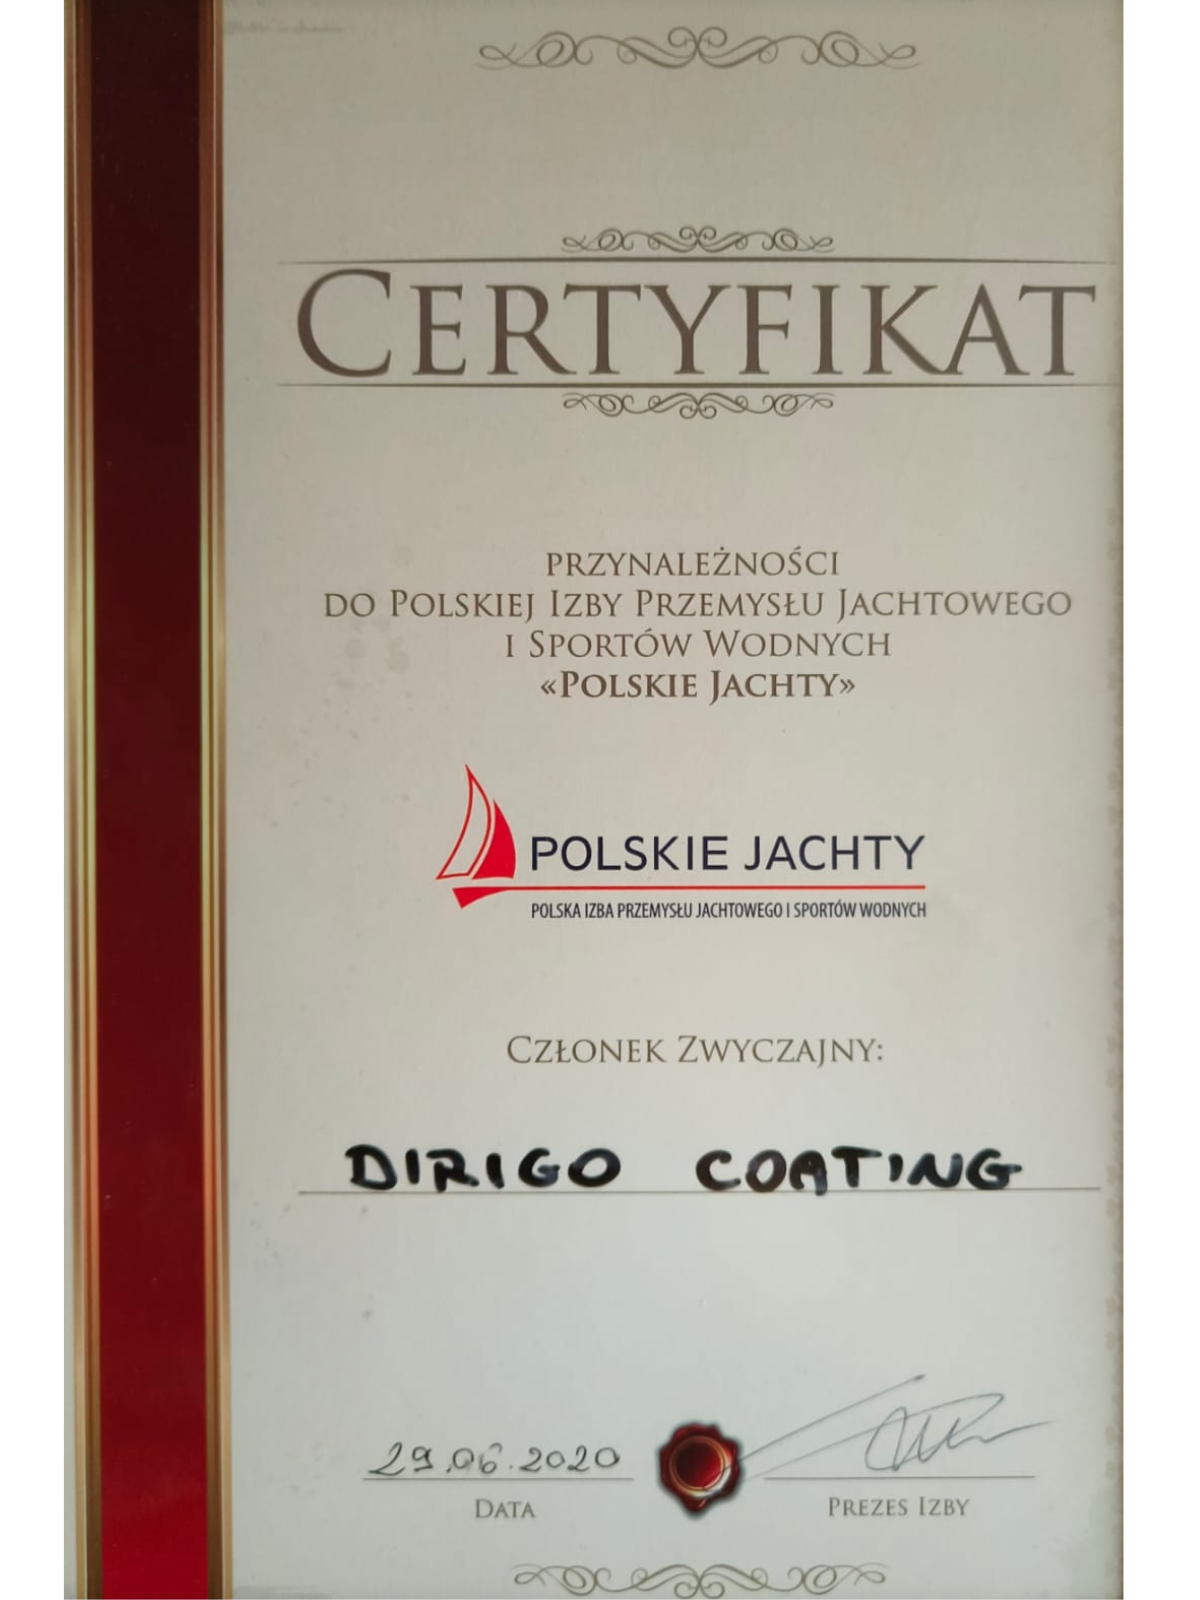 CERTYFIKAT
PRZYNALEŻNOŚCI
DO POLSKIEJ IZBY PRZEMYSŁU JACHTOWEGO
I SPORTÓW WODNYCH
«POLSKIE JACHTY»
POLSKIE JACHTY
POLSKA IZBA PRZEMYSŁU JACHTOWEGO I SPORTÓW WODNYCH
CZŁONEK ZWYCZAJNY:
DIRIGO COATING
29.06.2020
DATA
PREZES IZBY